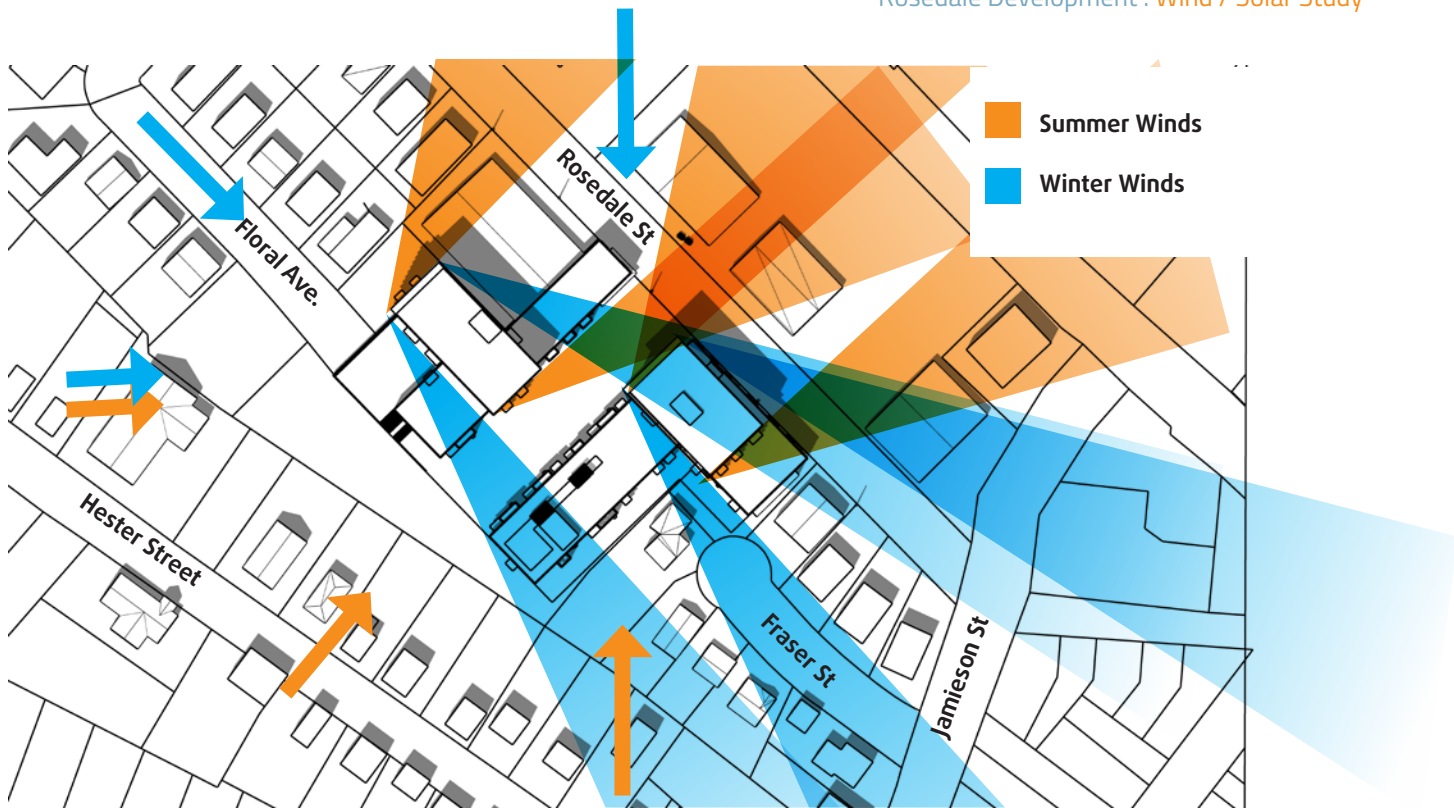 Rosedale Development : Wind / Solar Study
Summer Winds
Winter Winds
Rosedale St
Floral Ave.
Hester Street
Fraser St
Jamieson St